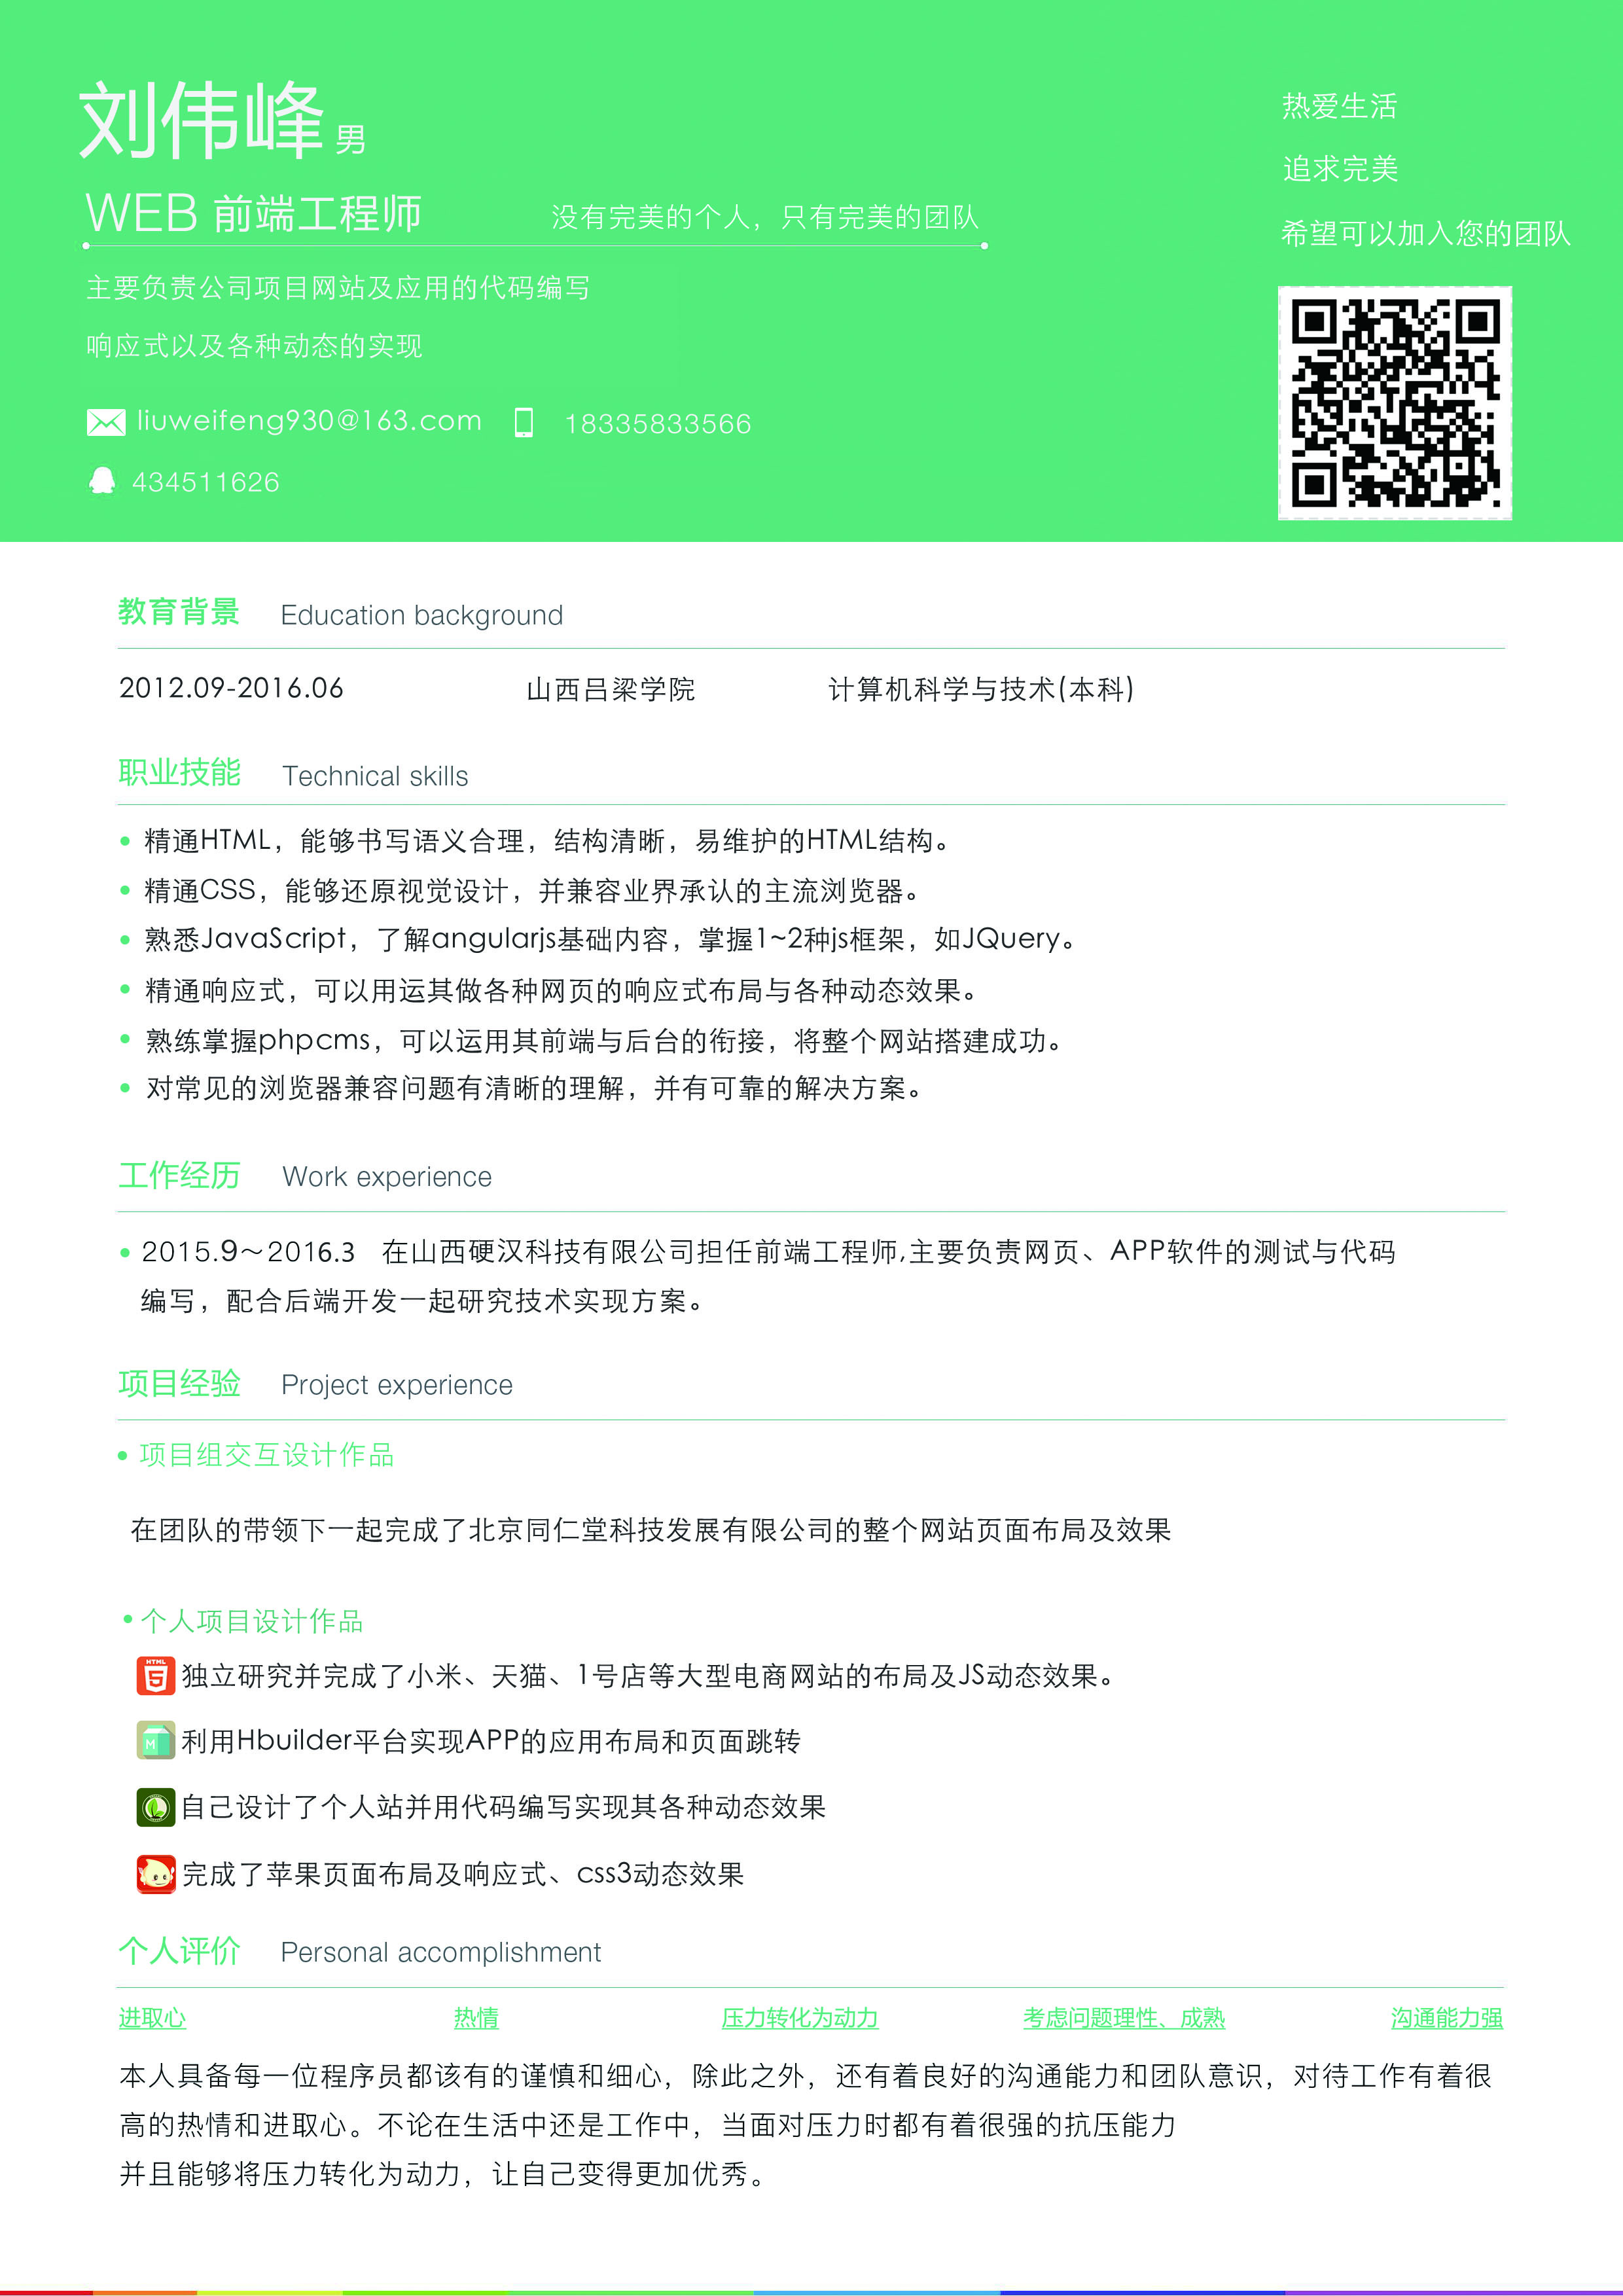 刘伟峰 男
WEB 前端工程师
没有完美的个人，只有完美的团队
主要负责公司项目网站及应用的代码编写
响应式以及各种动态的实现
liuweifeng930@163.com
18335833566
434511626
热爱生活
追求完美
希望可以加入您的团队
教育背景 Education background
2012.09-2016.06 山西吕梁学院 计算机科学与技术(本科)
职业技能 Technical skills
精通HTML，能够书写语义合理，结构清晰，易维护的HTML结构。
精通CSS，能够还原视觉设计，并兼容业界承认的主流浏览器。
熟悉JavaScript，了解angularjs基础内容，掌握1~2种js框架，如JQuery。
精通响应式，可以用运其做各种网页的响应式布局与各种动态效果。
熟练掌握phpcms，可以运用其前端与后台的衔接，将整个网站搭建成功。
对常见的浏览器兼容问题有清晰的理解，并有可靠的解决方案。
工作经历 Work experience
2015.9～2016.3 在山西硬汉科技有限公司担任前端工程师,主要负责网页、APP软件的测试与代码
编写，配合后端开发一起研究技术实现方案。
项目经验 Project experience
项目组交互设计作品
在团队的带领下一起完成了北京同仁堂科技发展有限公司的整个网站页面布局及效果
个人项目设计作品
HTML 5 独立研究并完成了小米、天猫、1号店等大型电商网站的布局及JS动态效果。
M 利用Hbuilder平台实现APP的应用布局和页面跳转
自己设计了个人站并用代码编写实现其各种动态效果
完成了苹果页面布局及响应式、css3动态效果
个人评价 Personal accomplishment
进取心 热情 压力转化为动力 考虑问题理性、成熟 沟通能力强
本人具备每一位程序员都该有的谨慎和细心，除此之外，还有着良好的沟通能力和团队意识，对待工作有着很
高的热情和进取心。不论在生活中还是工作中，当面对压力时都有着很强的抗压能力
并且能够将压力转化为动力，让自己变得更加优秀。